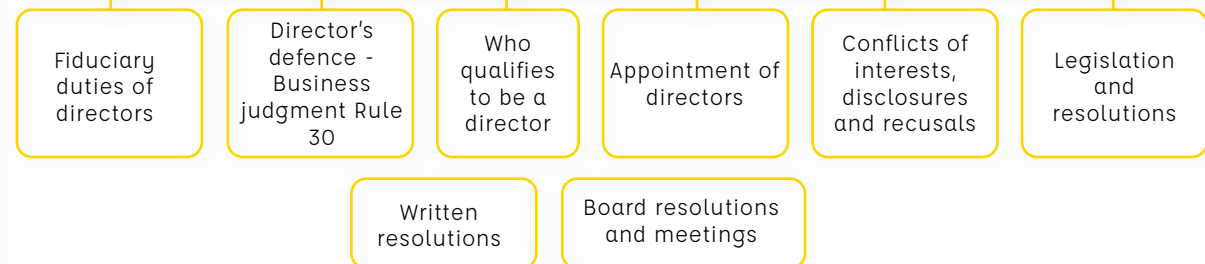 Fiduciary
duties of
directors
Director's
defence -
Business
judgment Rule
30
Who
qualifies
to be a
director
Appointment of
directors
Conflicts of
interests,
disclosures
and recusals
Legislation
and
resolutions
Written
resolutions
Board resolutions
and meetings